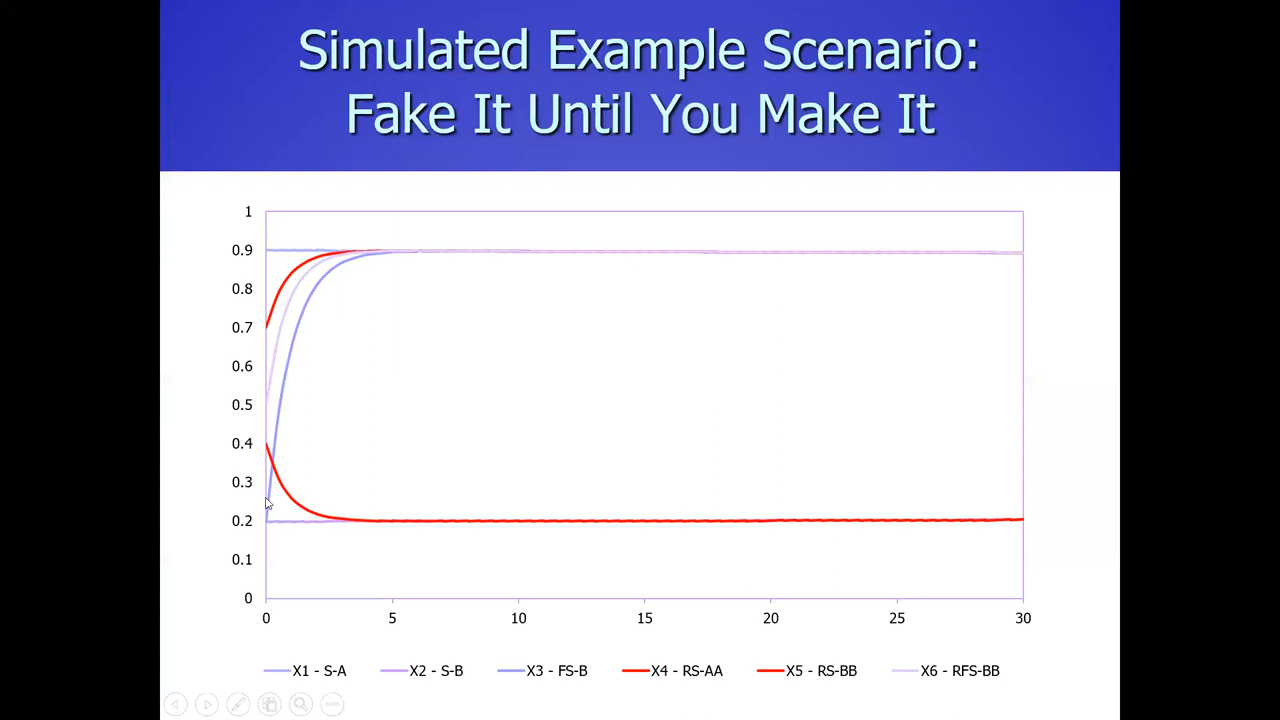 Simulated Example Scenario:
Fake It Until You Make It
1
0.9
0.8
0.7
0.6
0.5
0.4
0.3
0.2
0.1
0
0 5 10 15 20 25 30
X1 - S-A X2 - S-B X3 - FS-B X4 - RS-AA X5 - RS-BB X6 - RFS-BB